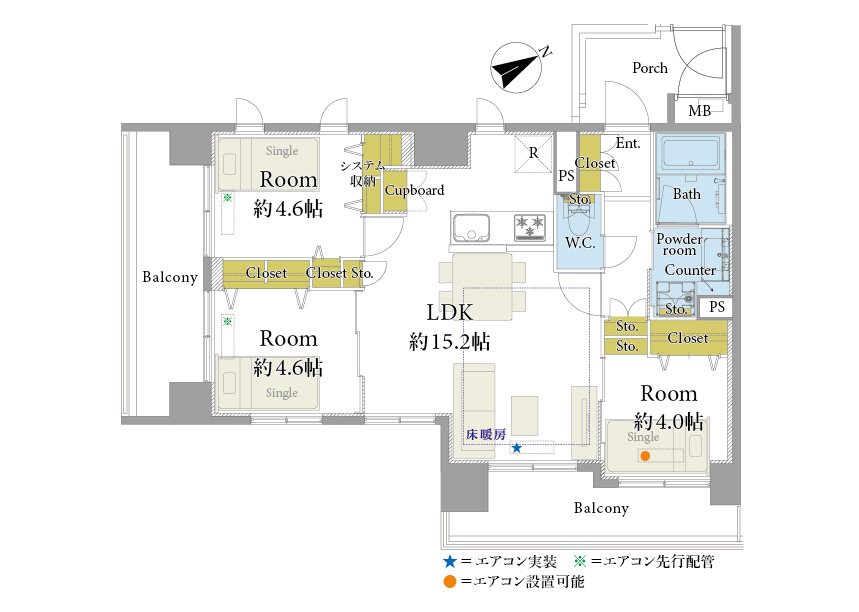 N
Porch
MB
Single
Room
約4.6帖
※
システム
収納
Cupboard
R
PS
Closet
Ent.
Sto.
W.C.
Bath
Powder
room
Counter
Sto.
PS
Balcony
Closet
Closet
Sto.
※
Room
約4.6帖
Single
LDK
約15.2帖
床暖房
★
Sto.
Sto.
Closet
Room
約4.0帖
Single
Balcony
★=エアコン実装 ※=エアコン先行配管
●=エアコン設置可能